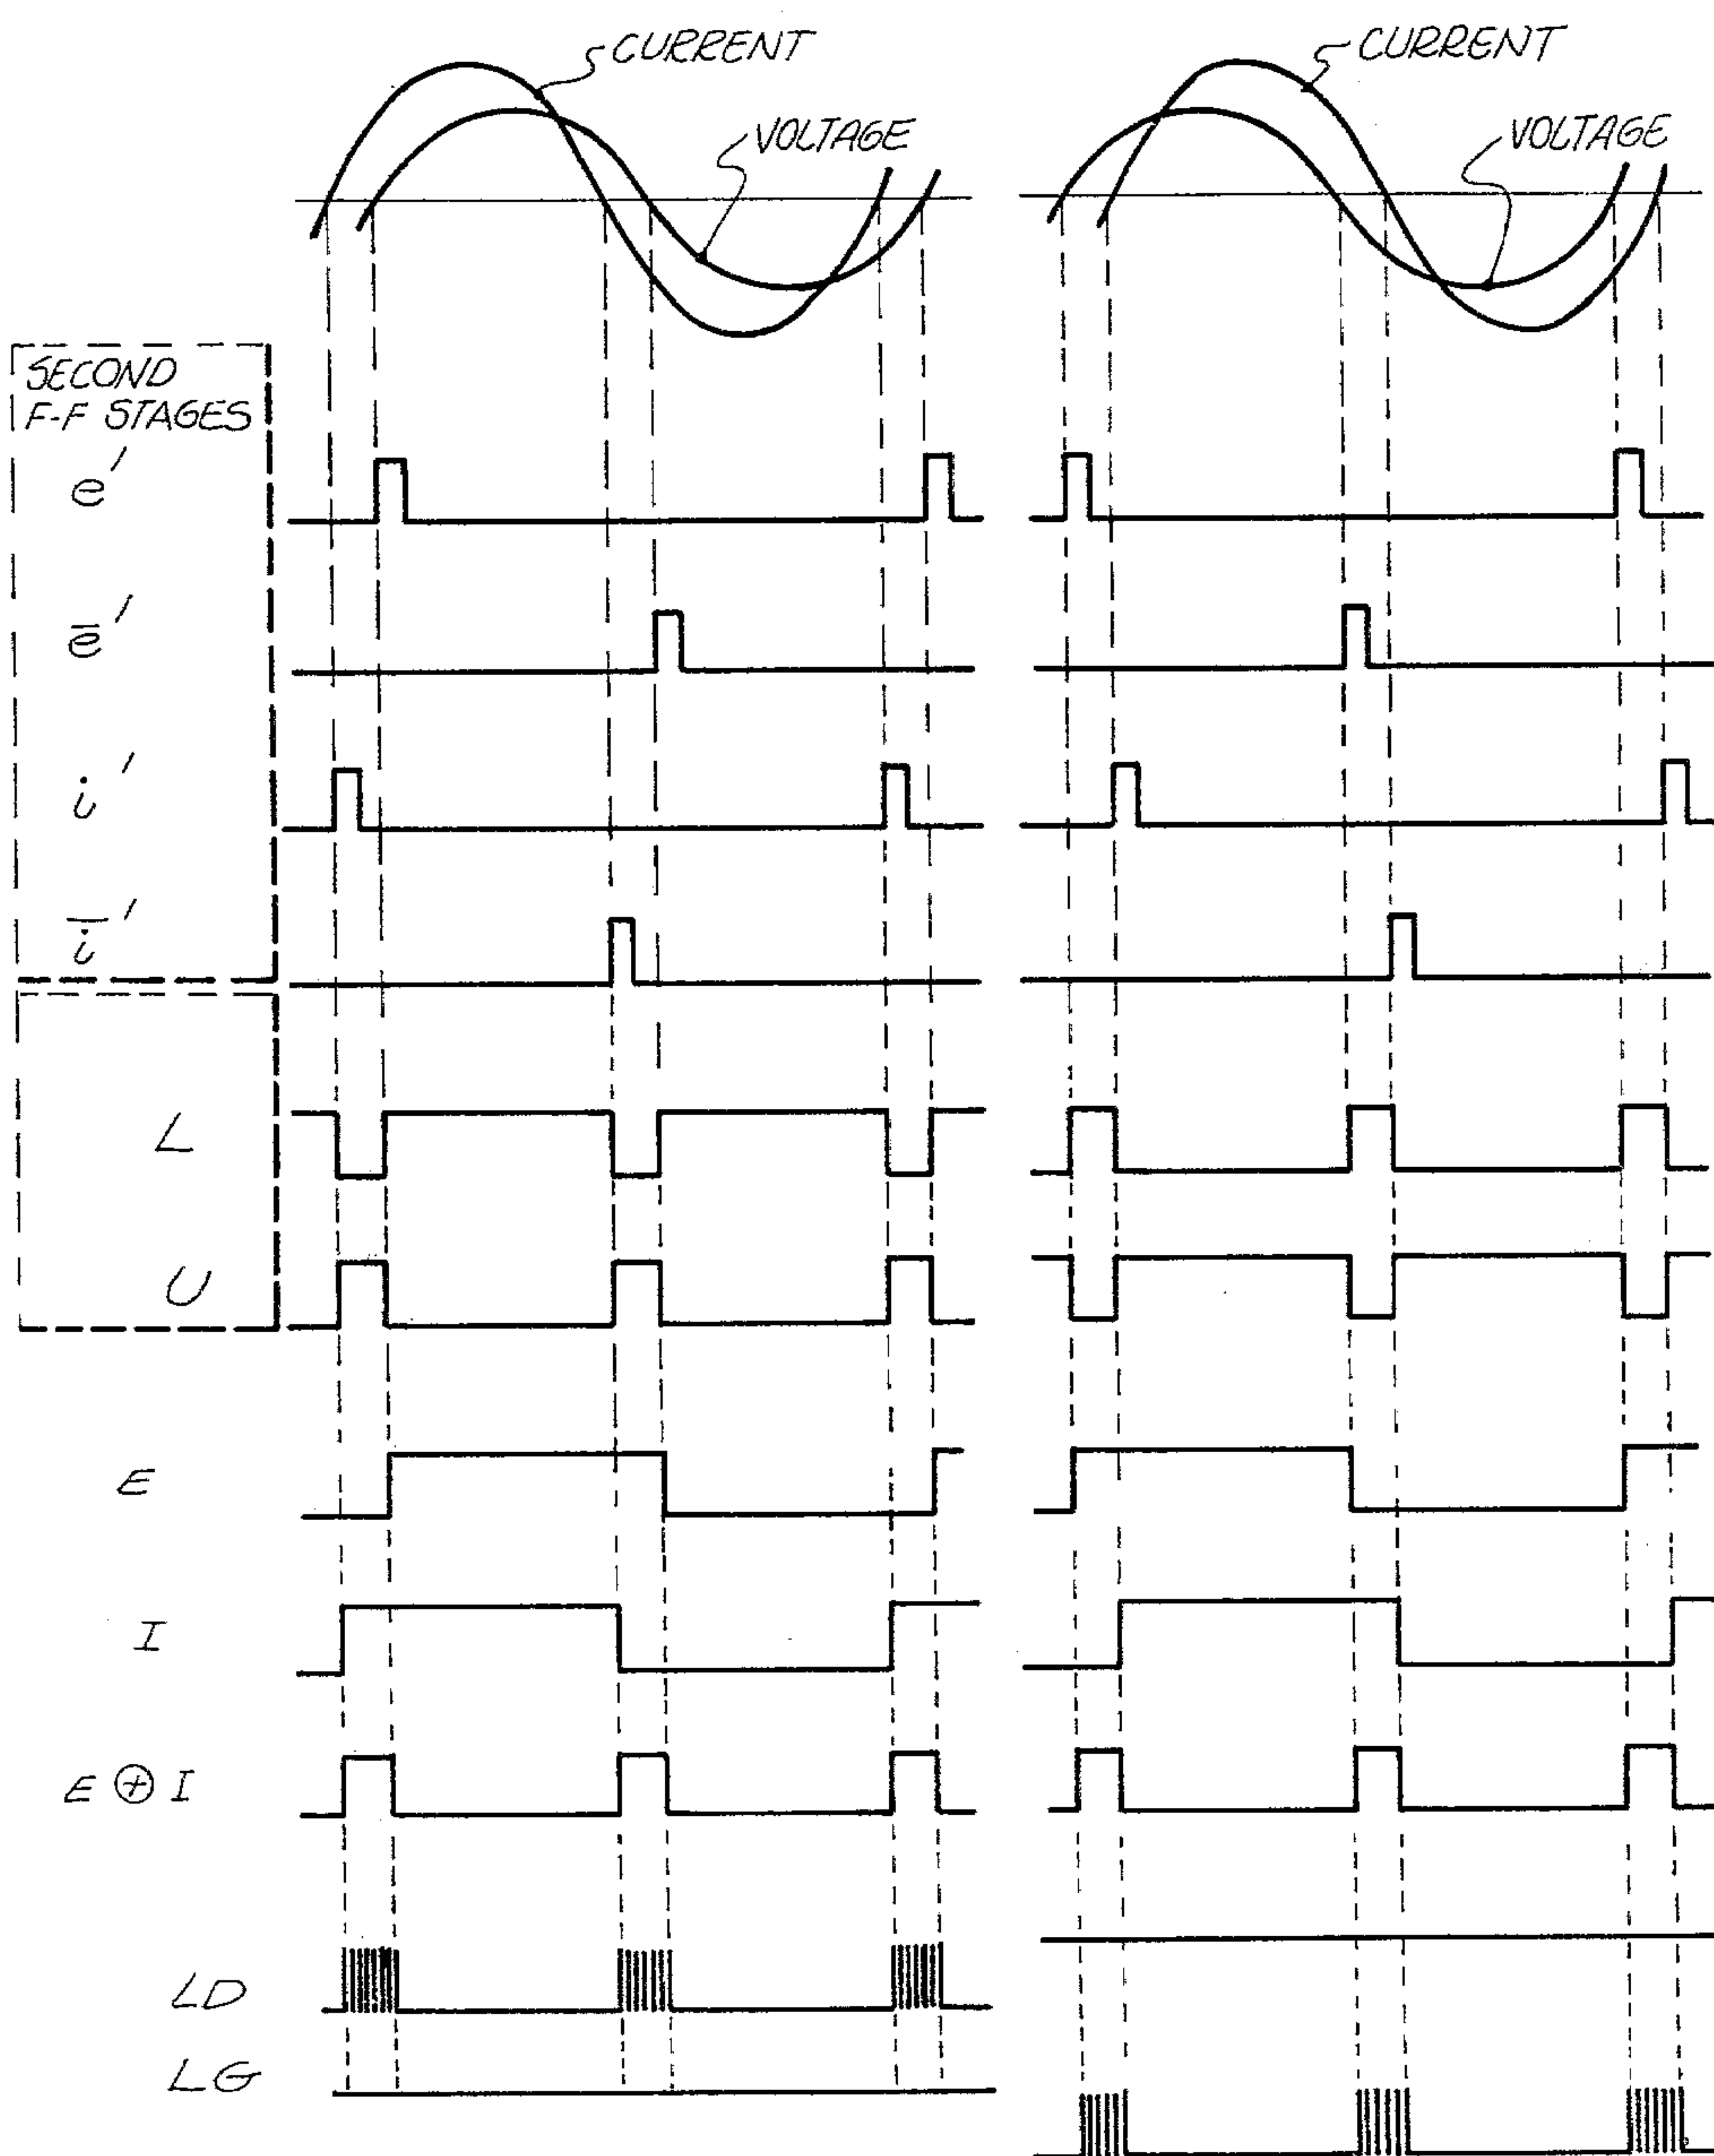 CURRENT
CURRENT
VOLTAGE
VOLTAGE
SECOND
F-F STAGES
e′
e̅′
i′
i̅′
L
U
E
I
E ⊕ I
LD
LG